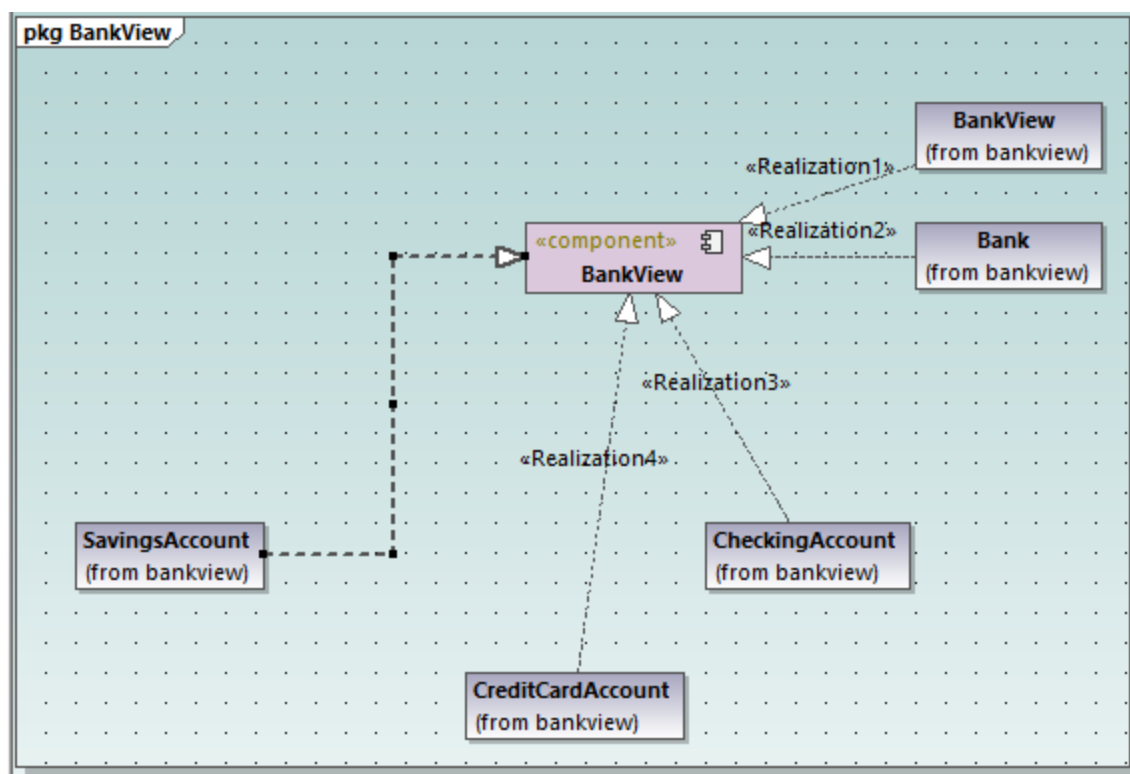 pkg BankView
BankView
(from bankview)
«Realization1»
«component»
BankView
«Realization2»
Bank
(from bankview)
«Realization3»
«Realization4»
SavingsAccount
(from bankview)
CheckingAccount
(from bankview)
CreditCardAccount
(from bankview)